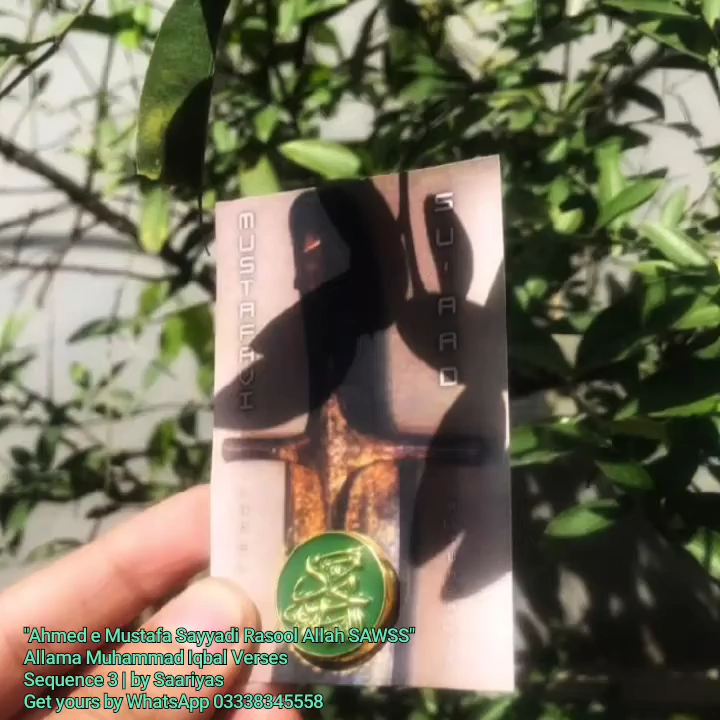 MUSTAFAVI
SU'AAD
"Ahmed e Mustafa Sayyadi Rasool Allah SAWSS"
Allama Muhammad Iqbal Verses
Sequence 3 | by Saariyas
Get yours by WhatsApp 03338345558